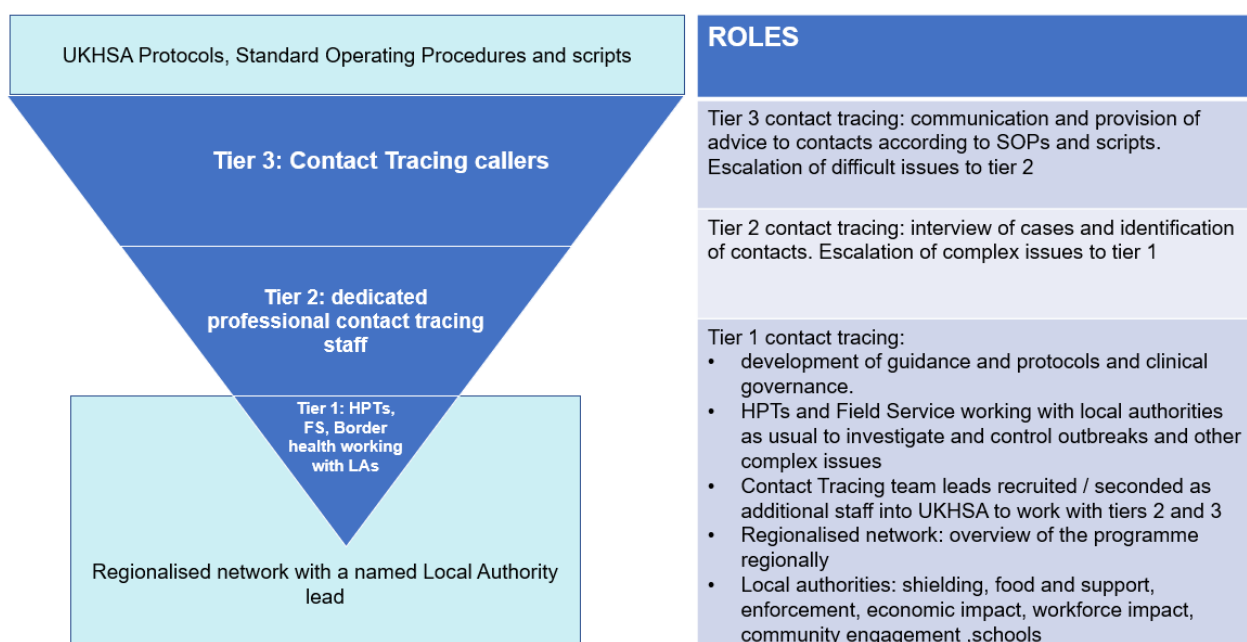 UKHSA Protocols, Standard Operating Procedures and scripts
Tier 3: Contact Tracing callers
Tier 2: dedicated
professional contact tracing
staff
Tier 1: HPTs,
FS, Border
health working
with LAs
Regionalised network with a named Local Authority
lead
ROLES
Tier 3 contact tracing: communication and provision of
advice to contacts according to SOPs and scripts.
Escalation of difficult issues to tier 2
Tier 2 contact tracing: interview of cases and identification
of contacts. Escalation of complex issues to tier 1
Tier 1 contact tracing:
• development of guidance and protocols and clinical
governance.
• HPTs and Field Service working with local authorities
as usual to investigate and control outbreaks and other
complex issues
• Contact Tracing team leads recruited / seconded as
additional staff into UKHSA to work with tiers 2 and 3
• Regionalised network: overview of the programme
regionally
• Local authorities: shielding, food and support,
enforcement, economic impact, workforce impact,
community engagement ,schools